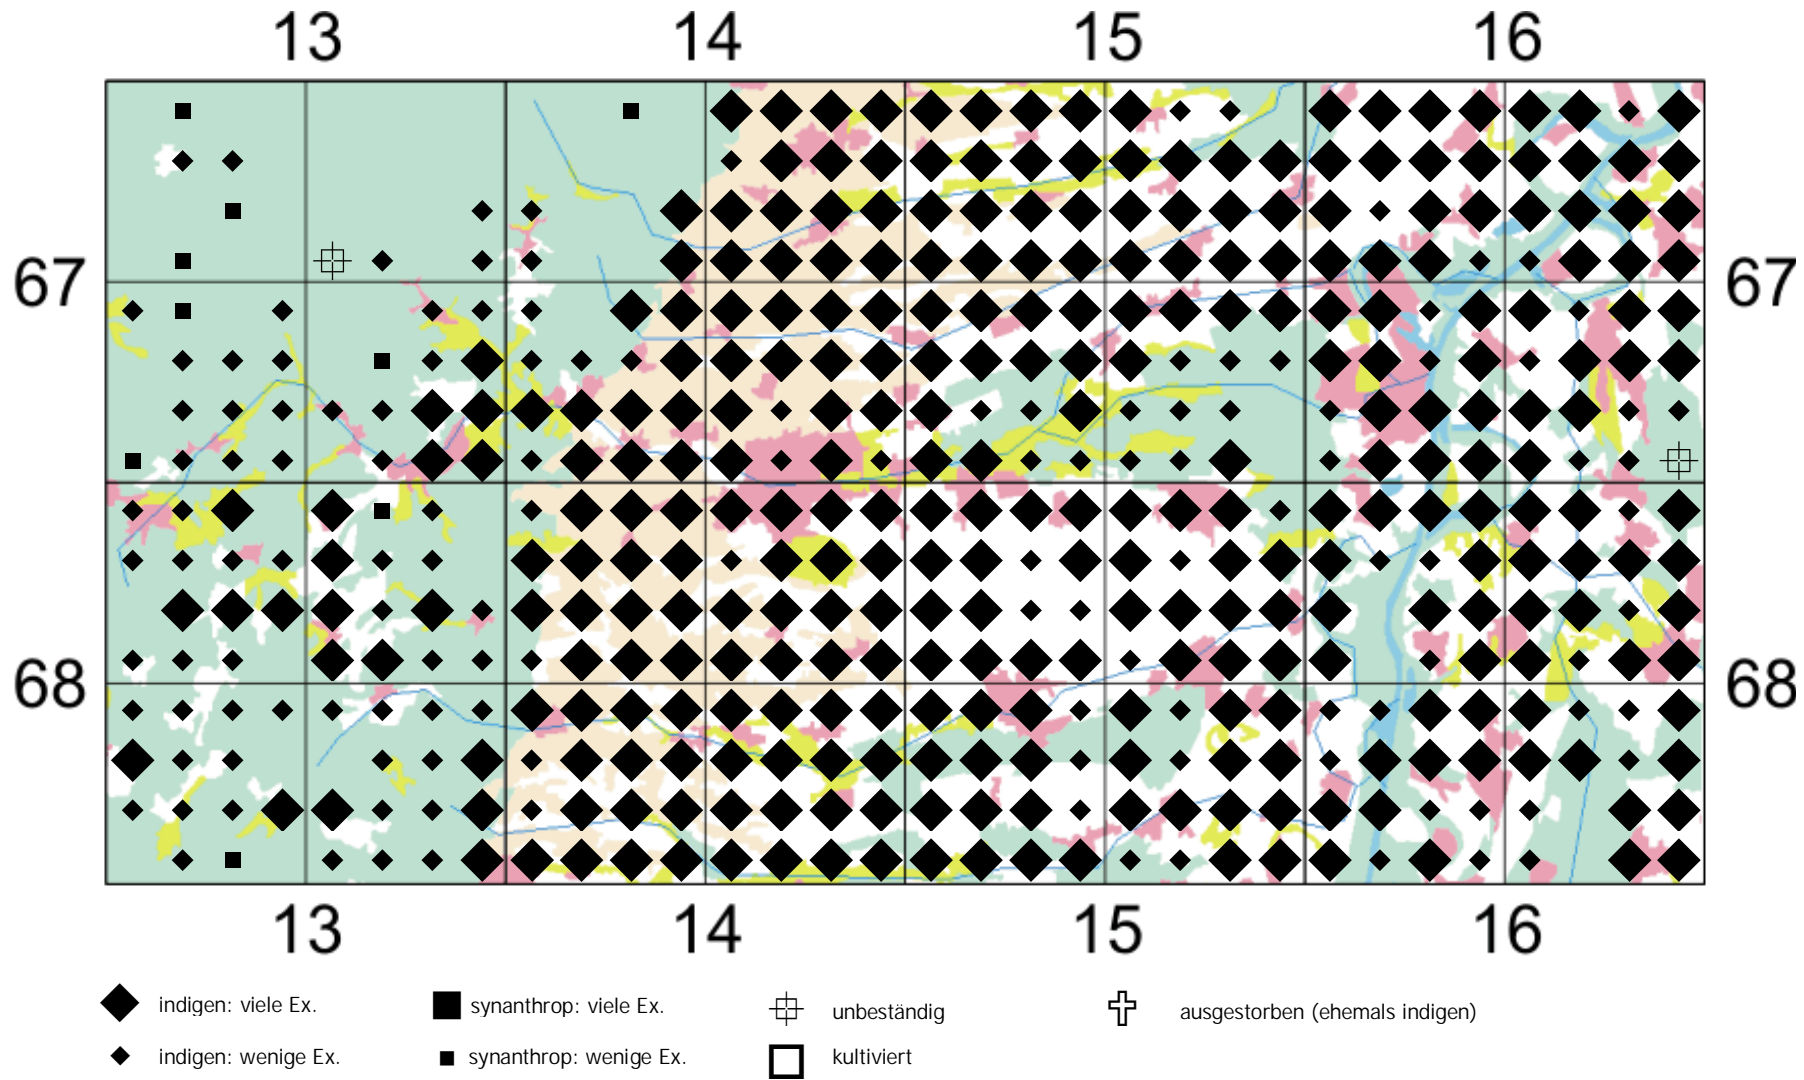 13 14 15 16
67 67
68 68
13 14 15 16
indigen: viele Ex. synanthrop: viele Ex. unbeständig ausgestorben (ehemals indigen)
indigen: wenige Ex. synanthrop: wenige Ex. kultiviert